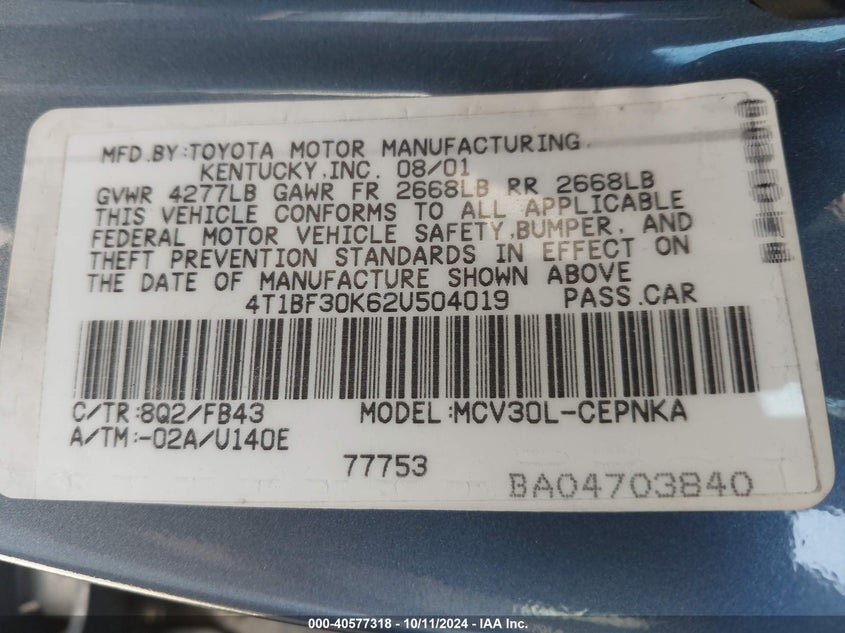 MFD.BY:TOYOTA MOTOR MANUFACTURING,
KENTUCKY,INC. 08/01
GVWR 4277LB GAWR FR 2668LB RR 2668LB
THIS VEHICLE CONFORMS TO ALL APPLICABLE
FEDERAL MOTOR VEHICLE SAFETY,BUMPER, AND
THEFT PREVENTION STANDARDS IN EFFECT ON
THE DATE OF MANUFACTURE SHOWN ABOVE
4T1BF30K62U504019 PASS.CAR
C/TR:8Q2/FB43 MODEL:MCV30L-CEPNKA
A/TM:-02A/U140E
77753
BA04703840
000-40577318 - 10/11/2024 - IAA Inc.